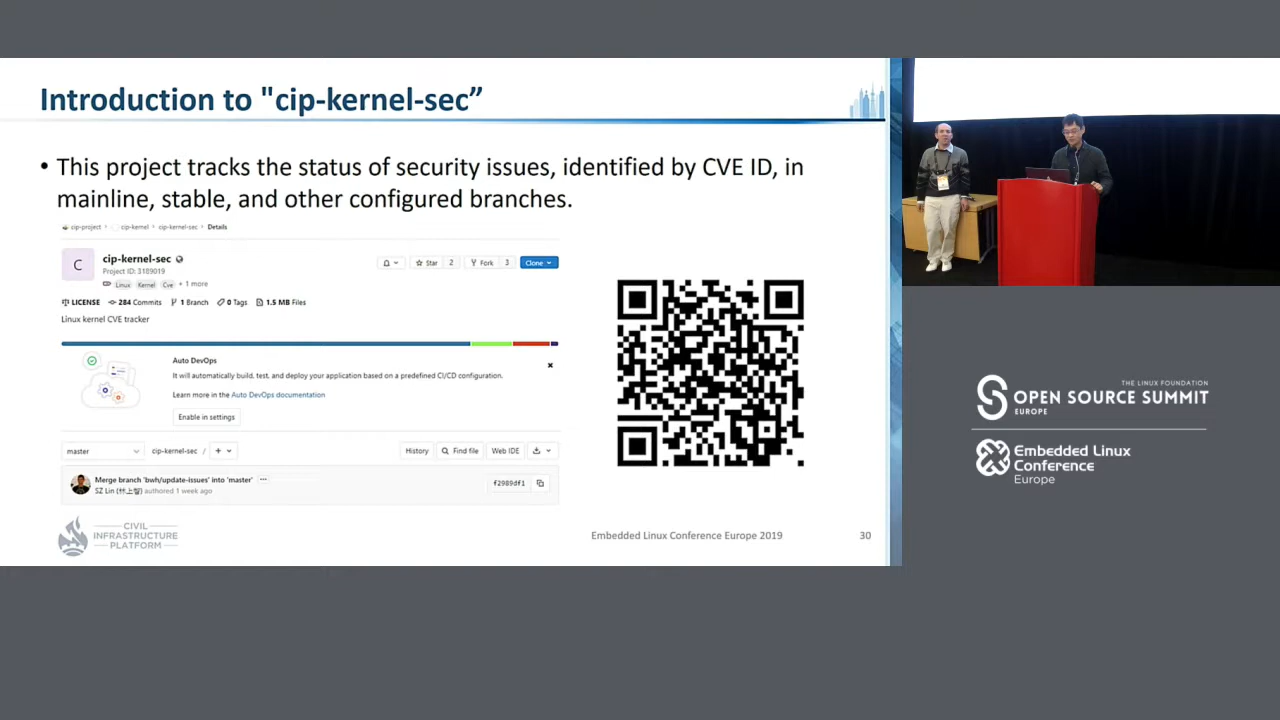 Introduction to "cip-kernel-sec”
• This project tracks the status of security issues, identified by CVE ID, in
mainline, stable, and other configured branches.
cip-project › cip-kernel › cip-kernel-sec › Details
C
cip-kernel-sec
Project ID: 3189019
Linux Kernel Cve + 1 more
Star 2 Fork 3 Clone
LICENSE 284 Commits 1 Branch 0 Tags 1.5 MB Files
Linux kernel CVE tracker
Auto DevOps
It will automatically build, test, and deploy your application based on a predefined CI/CD configuration.
Learn more in the Auto DevOps documentation
Enable in settings
master cip-kernel-sec / + History Find file Web IDE
Merge branch 'bwh/update-issues' into 'master' ...
SZ Lin (林上智) authored 1 week ago
f2989df1
CIVIL
INFRASTRUCTURE
PLATFORM
Embedded Linux Conference Europe 2019 30
THE LINUX FOUNDATION
OPEN SOURCE SUMMIT
EUROPE
Embedded Linux
Conference
Europe